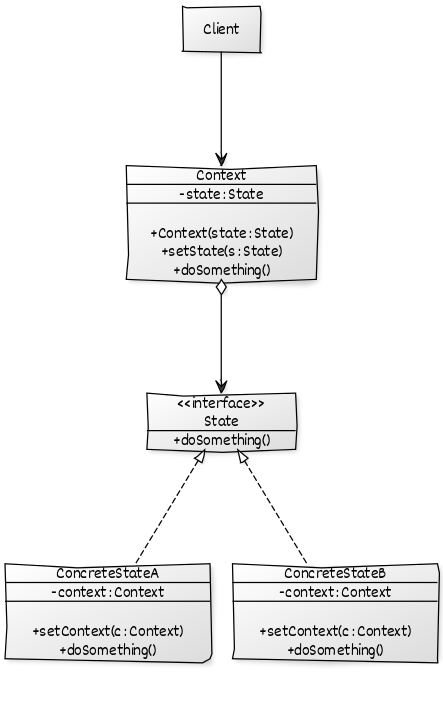 Client
Context
-state : State
+Context(state : State)
+setState(s : State)
+doSomething()
<<interface>>
State
+doSomething()
ConcreteStateA
-context : Context
+setContext(c : Context)
+doSomething()
ConcreteStateB
-context : Context
+setContext(c : Context)
+doSomething()